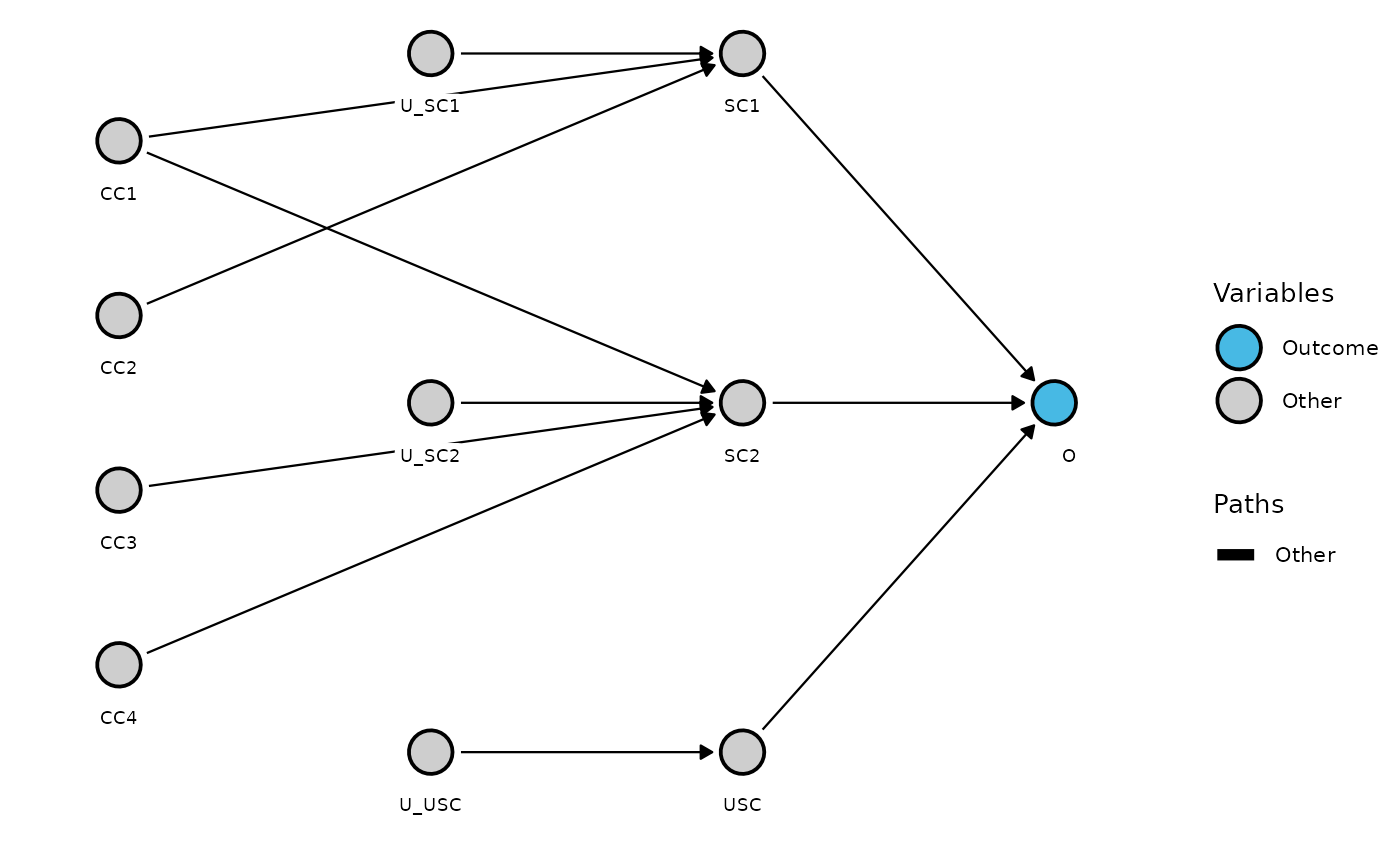 U_SC1
SC1
CC1
CC2
U_SC2
SC2
O
CC3
CC4
U_USC
USC
Variables
Outcome
Other
Paths
Other